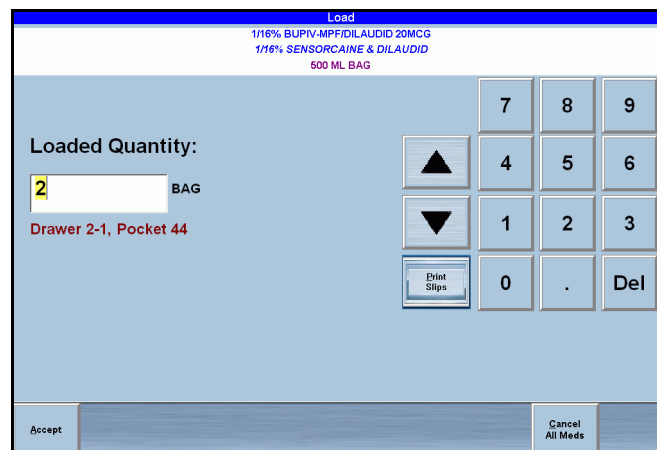 Load
1/16% BUPIV-MPF/DILAUDID 20MCG
1/16% SENSORCAINE & DILAUDID
500 ML BAG
7 8 9
Loaded Quantity:
4 5 6
2 BAG
Drawer 2-1, Pocket 44
1 2 3
Print
Slips
0 . Del
Accept
Cancel
All Meds